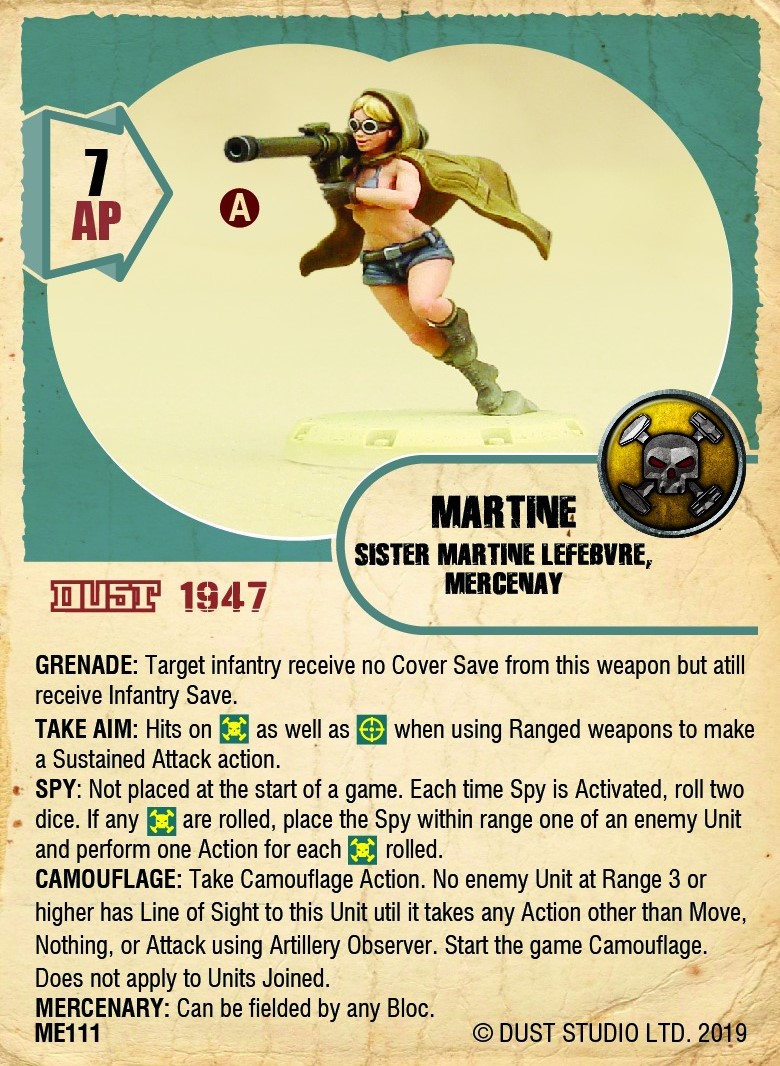 7
AP
A
MARTINE
SISTER MARTINE LEFEBVRE,
MERCENAY
DUST 1947
GRENADE: Target infantry receive no Cover Save from this weapon but atill
receive Infantry Save.
TAKE AIM: Hits on as well as when using Ranged weapons to make
a Sustained Attack action.
SPY: Not placed at the start of a game. Each time Spy is Activated, roll two
dice. If any are rolled, place the Spy within range one of an enemy Unit
and perform one Action for each rolled.
CAMOUFLAGE: Take Camouflage Action. No enemy Unit at Range 3 or
higher has Line of Sight to this Unit util it takes any Action other than Move,
Nothing, or Attack using Artillery Observer. Start the game Camouflage.
Does not apply to Units Joined.
MERCENARY: Can be fielded by any Bloc.
ME111
© DUST STUDIO LTD. 2019